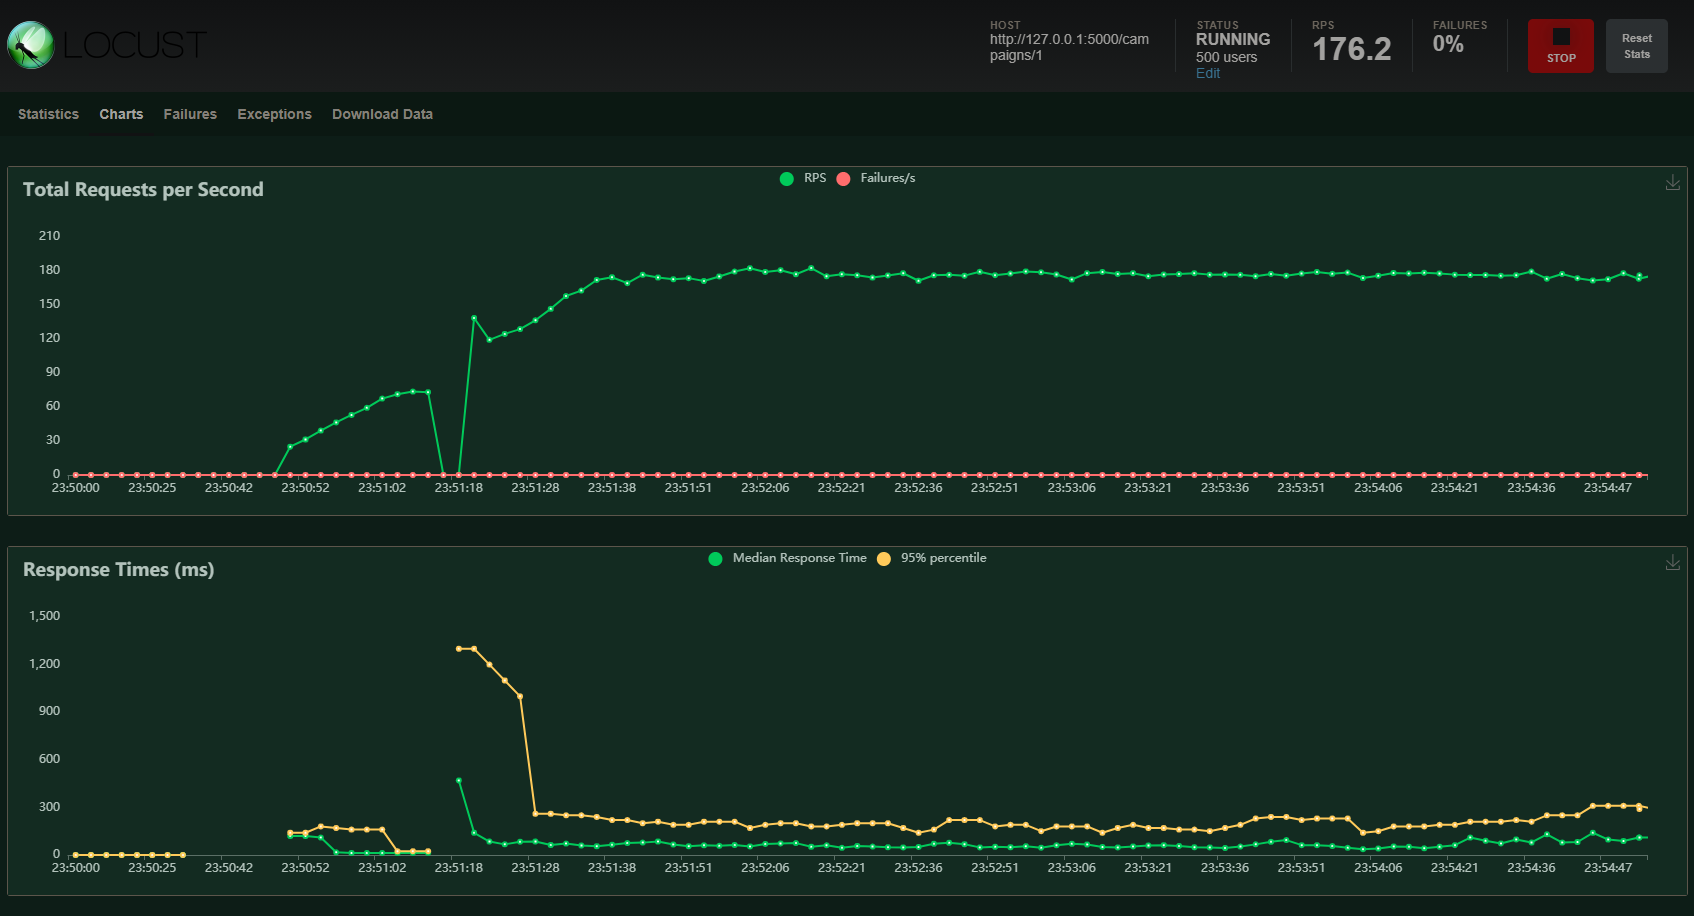 LOCUST
HOST
http://127.0.0.1:5000/cam
paigns/1
STATUS
RUNNING
500 users
Edit
RPS
176.2
FAILURES
0%
STOP
Reset
Stats
Statistics Charts Failures Exceptions Download Data
Total Requests per Second
RPS Failures/s
210
180
150
120
90
60
30
0
23:50:00 23:50:25 23:50:42 23:50:52 23:51:02 23:51:18 23:51:28 23:51:38 23:51:51 23:52:06 23:52:21 23:52:36 23:52:51 23:53:06 23:53:21 23:53:36 23:53:51 23:54:06 23:54:21 23:54:36 23:54:47
Response Times (ms)
Median Response Time 95% percentile
1,500
1,200
900
600
300
0
23:50:00 23:50:25 23:50:42 23:50:52 23:51:02 23:51:18 23:51:28 23:51:38 23:51:51 23:52:06 23:52:21 23:52:36 23:52:51 23:53:06 23:53:21 23:53:36 23:53:51 23:54:06 23:54:21 23:54:36 23:54:47